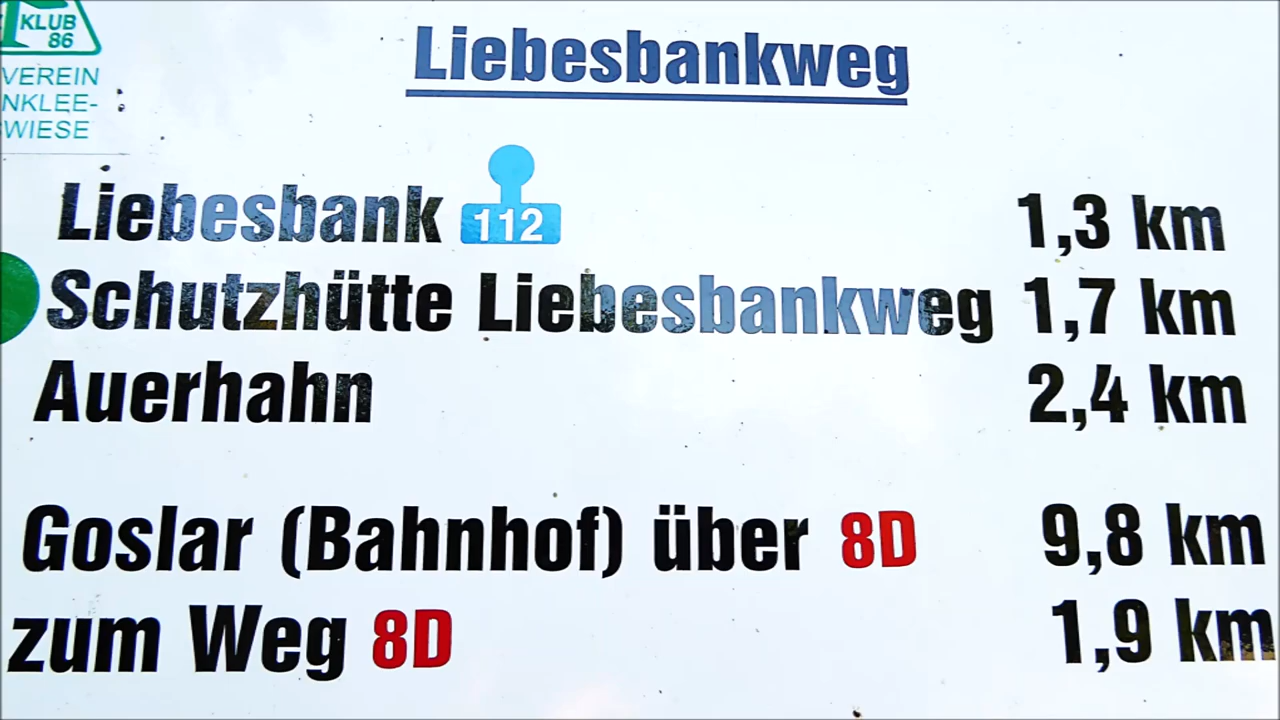 KLUB
86
VEREIN
NKLEE-
WIESE
Liebesbankweg
Liebesbank 112 1,3 km
Schutzhütte Liebesbankweg 1,7 km
Auerhahn 2,4 km
Goslar (Bahnhof) über 8D 9,8 km
zum Weg 8D 1,9 km